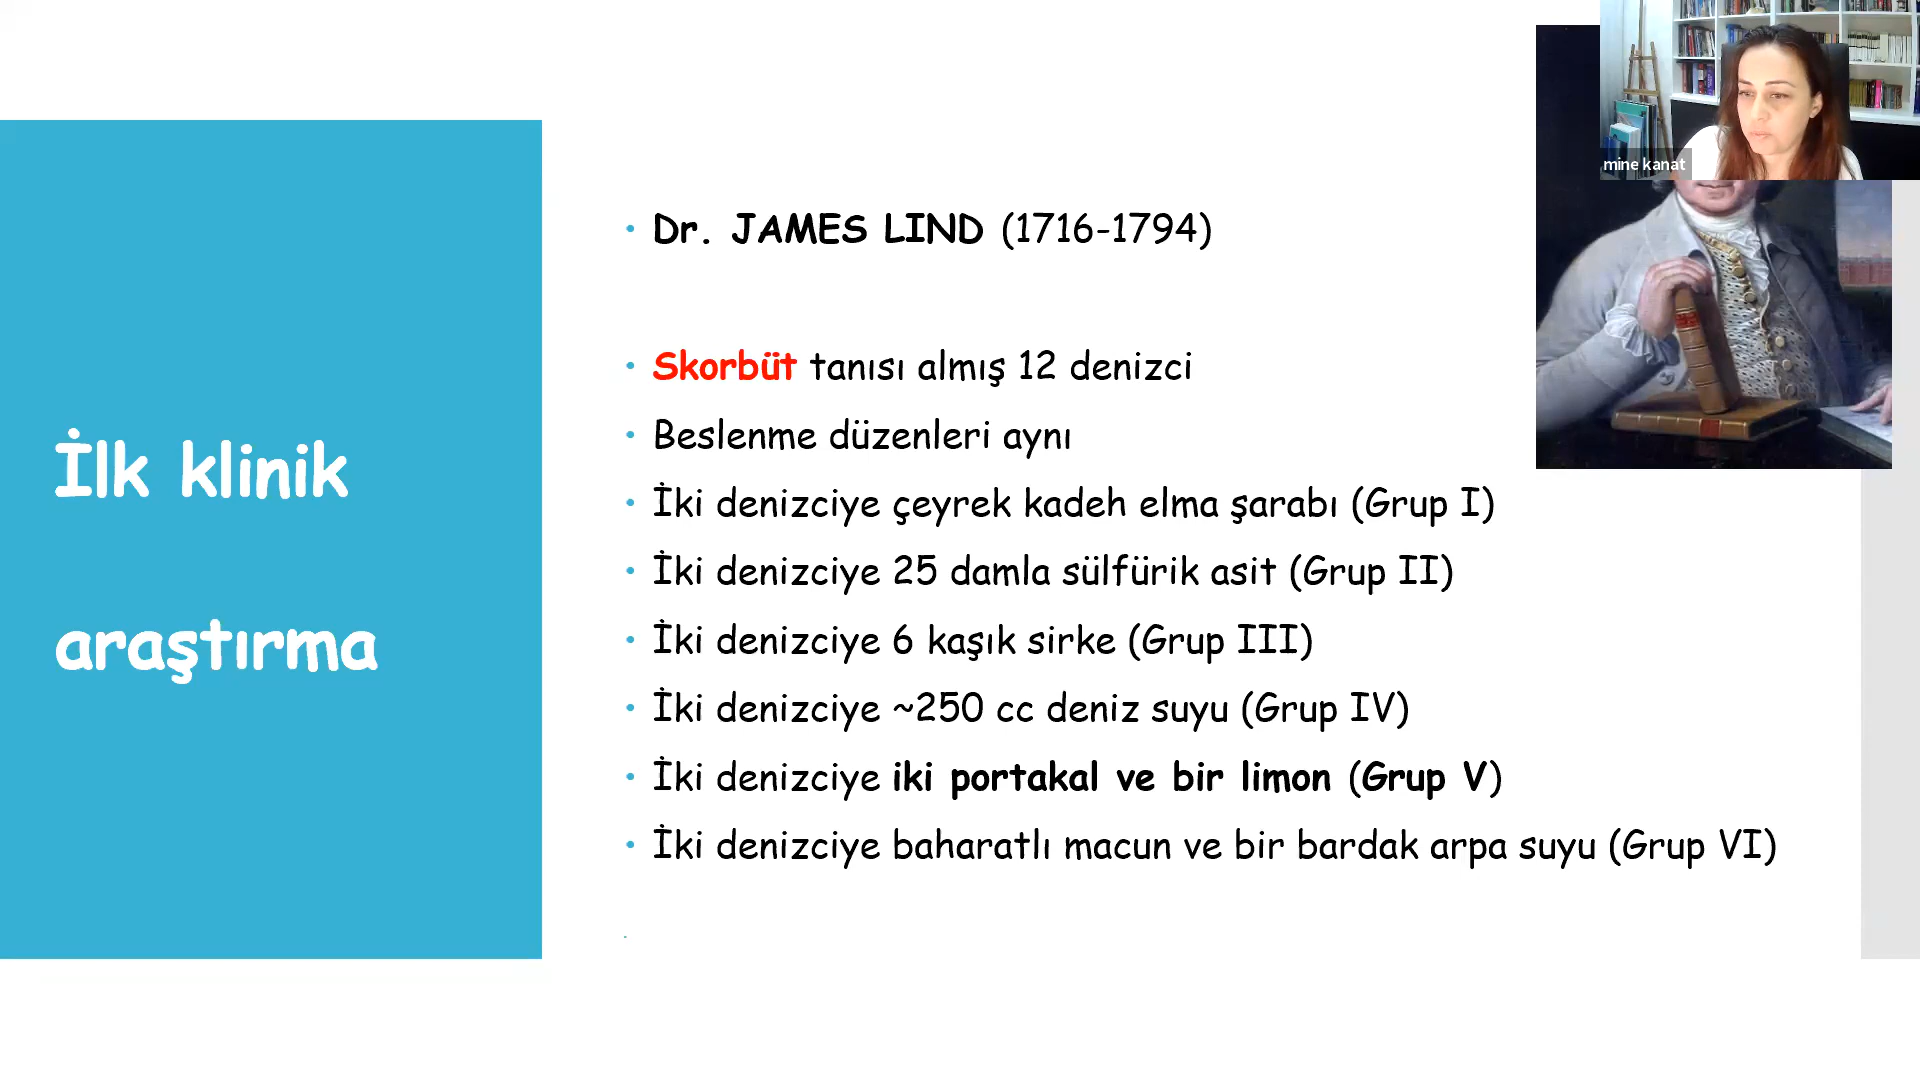 İlk klinik
araştırma
Dr. JAMES LIND (1716-1794)
Skorbüt tanısı almış 12 denizci
Beslenme düzenleri aynı
İki denizciye çeyrek kadeh elma şarabı (Grup I)
İki denizciye 25 damla sülfürik asit (Grup II)
İki denizciye 6 kaşık sirke (Grup III)
İki denizciye ~250 cc deniz suyu (Grup IV)
İki denizciye iki portakal ve bir limon (Grup V)
İki denizciye baharatlı macun ve bir bardak arpa suyu (Grup VI)
mine kanat